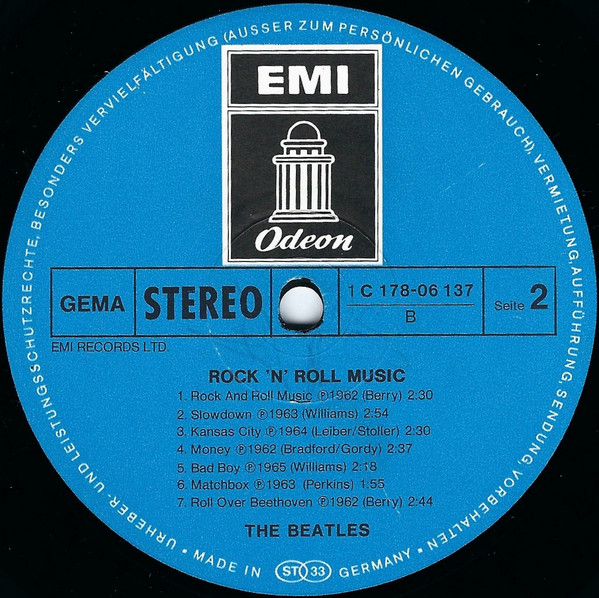 URHEBER- UND LEISTUNGSSCHUTZRECHTE, BESONDERS VERVIELFÄLTIGUNG (AUSSER ZUM PERSÖNLICHEN GEBRAUCH), VERMIETUNG, AUFFÜHRUNG, SENDUNG VORBEHALTEN
EMI
Odeon
GEMA STEREO 1 C 178-06 137 Seite 2
B
EMI RECORDS LTD.
ROCK 'N' ROLL MUSIC
1. Rock And Roll Music ℗1962 (Berry) 2:30
2. Slowdown ℗1963 (Williams) 2:54
3. Kansas City ℗1964 (Leiber/Stoller) 2:30
4. Money ℗1962 (Bradford/Gordy) 2:37
5. Bad Boy ℗1965 (Williams) 2:18
6. Matchbox ℗1963 (Perkins) 1:55
7. Roll Over Beethoven ℗1962 (Berry) 2:44
THE BEATLES
• MADE IN ST 33 GERMANY •